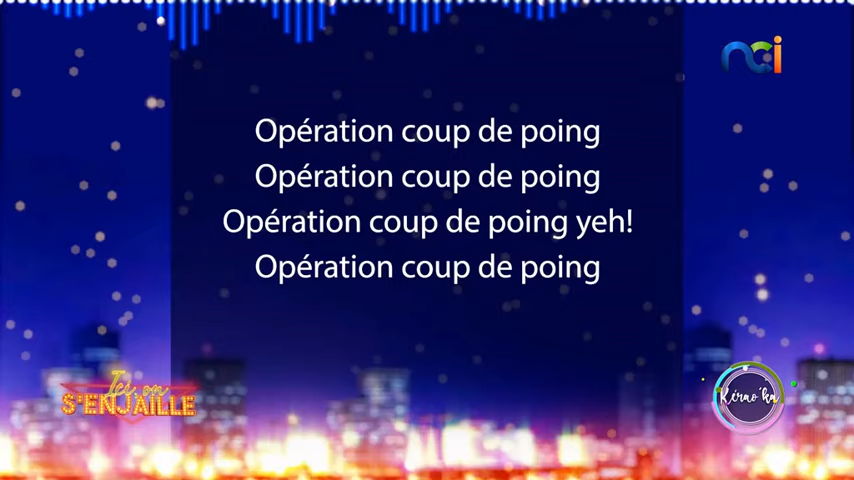 nci
Opération coup de poing
Opération coup de poing
Opération coup de poing yeh!
Opération coup de poing
Ici on
S'ENJAILLE
Kérao'ka